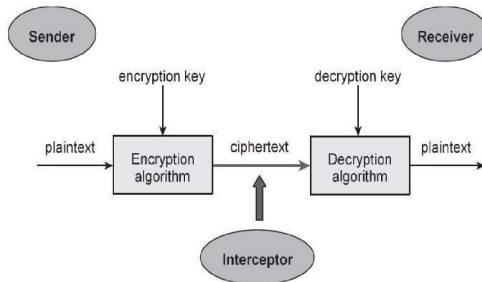 Sender
Receiver
encryption key
decryption key
plaintext
Encryption
algorithm
ciphertext
Decryption
algorithm
plaintext
Interceptor